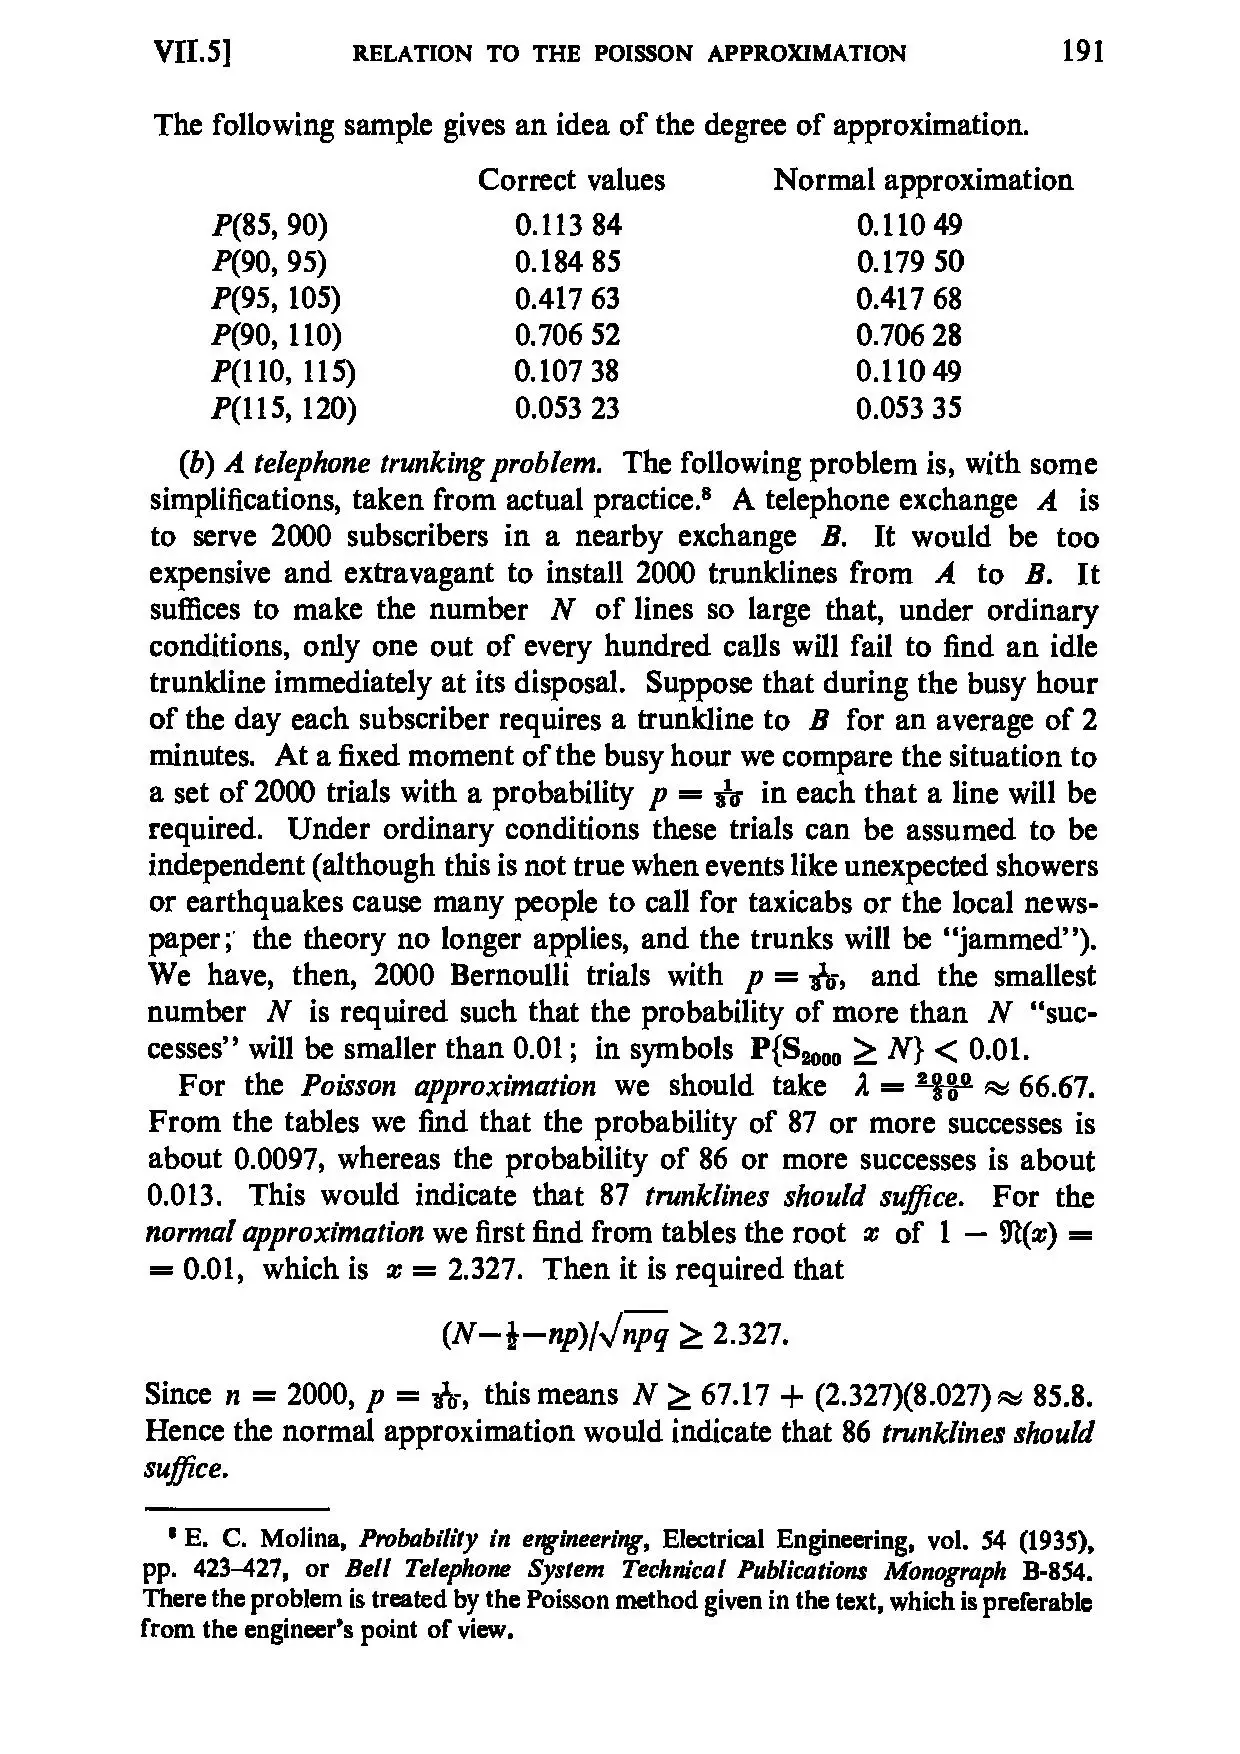 VII.5] RELATION TO THE POISSON APPROXIMATION 191
The following sample gives an idea of the degree of approximation.
Correct values Normal approximation
P(85, 90) 0.113 84 0.110 49
P(90, 95) 0.184 85 0.179 50
P(95, 105) 0.417 63 0.417 68
P(90, 110) 0.706 52 0.706 28
P(110, 115) 0.107 38 0.110 49
P(115, 120) 0.053 23 0.053 35
(b) A telephone trunking problem. The following problem is, with some
simplifications, taken from actual practice.⁸ A telephone exchange A is
to serve 2000 subscribers in a nearby exchange B. It would be too
expensive and extravagant to install 2000 trunklines from A to B. It
suffices to make the number N of lines so large that, under ordinary
conditions, only one out of every hundred calls will fail to find an idle
trunkline immediately at its disposal. Suppose that during the busy hour
of the day each subscriber requires a trunkline to B for an average of 2
minutes. At a fixed moment of the busy hour we compare the situation to
a set of 2000 trials with a probability p = 1/30 in each that a line will be
required. Under ordinary conditions these trials can be assumed to be
independent (although this is not true when events like unexpected showers
or earthquakes cause many people to call for taxicabs or the local news-
paper; the theory no longer applies, and the trunks will be “jammed”).
We have, then, 2000 Bernoulli trials with p = 1/30, and the smallest
number N is required such that the probability of more than N “suc-
cesses” will be smaller than 0.01; in symbols P{S₂₀₀₀ ≥ N} < 0.01.
For the Poisson approximation we should take λ = 2000/30 ≈ 66.67.
From the tables we find that the probability of 87 or more successes is
about 0.0097, whereas the probability of 86 or more successes is about
0.013. This would indicate that 87 trunklines should suffice. For the
normal approximation we first find from tables the root x of 1 − 𝔑(x) =
= 0.01, which is x = 2.327. Then it is required that
(N−½−np)/√npq ≥ 2.327.
Since n = 2000, p = 1/30, this means N ≥ 67.17 + (2.327)(8.027) ≈ 85.8.
Hence the normal approximation would indicate that 86 trunklines should
suffice.
⁸ E. C. Molina, Probability in engineering, Electrical Engineering, vol. 54 (1935),
pp. 423–427, or Bell Telephone System Technical Publications Monograph B-854.
There the problem is treated by the Poisson method given in the text, which is preferable
from the engineer's point of view.